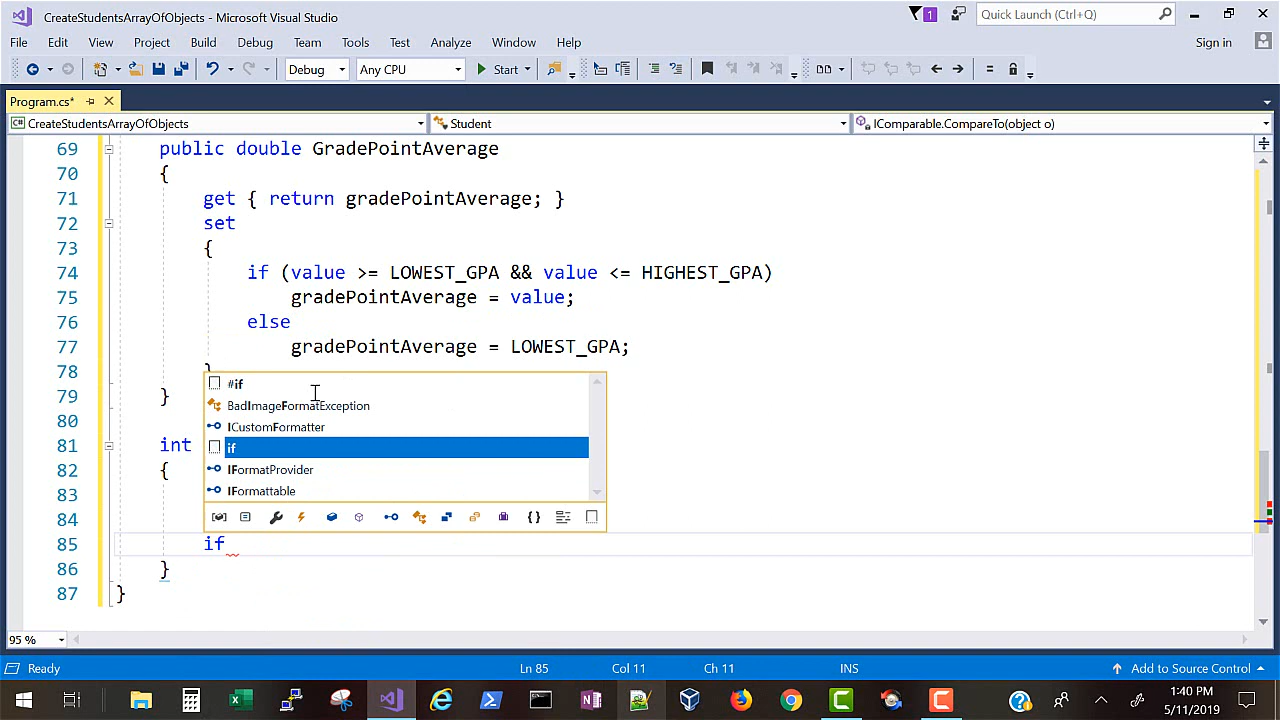 CreateStudentsArrayOfObjects - Microsoft Visual Studio
1
Quick Launch (Ctrl+Q)
File Edit View Project Build Debug Team Tools Test Analyze Window Help
Sign in
Debug Any CPU Start
Program.cs*
CreateStudentsArrayOfObjects Student IComparable.CompareTo(object o)
69 public double GradePointAverage
70 {
71 get { return gradePointAverage; }
72 set
73 {
74 if (value >= LOWEST_GPA && value <= HIGHEST_GPA)
75 gradePointAverage = value;
76 else
77 gradePointAverage = LOWEST_GPA;
78 }
#if
79 }
BadImageFormatException
80
ICustomFormatter
81 int
if
82 {
IFormatProvider
83
IFormattable
84
85 if
86 }
87 }
95 %
Ready Ln 85 Col 11 Ch 11 INS Add to Source Control
1:40 PM
5/11/2019